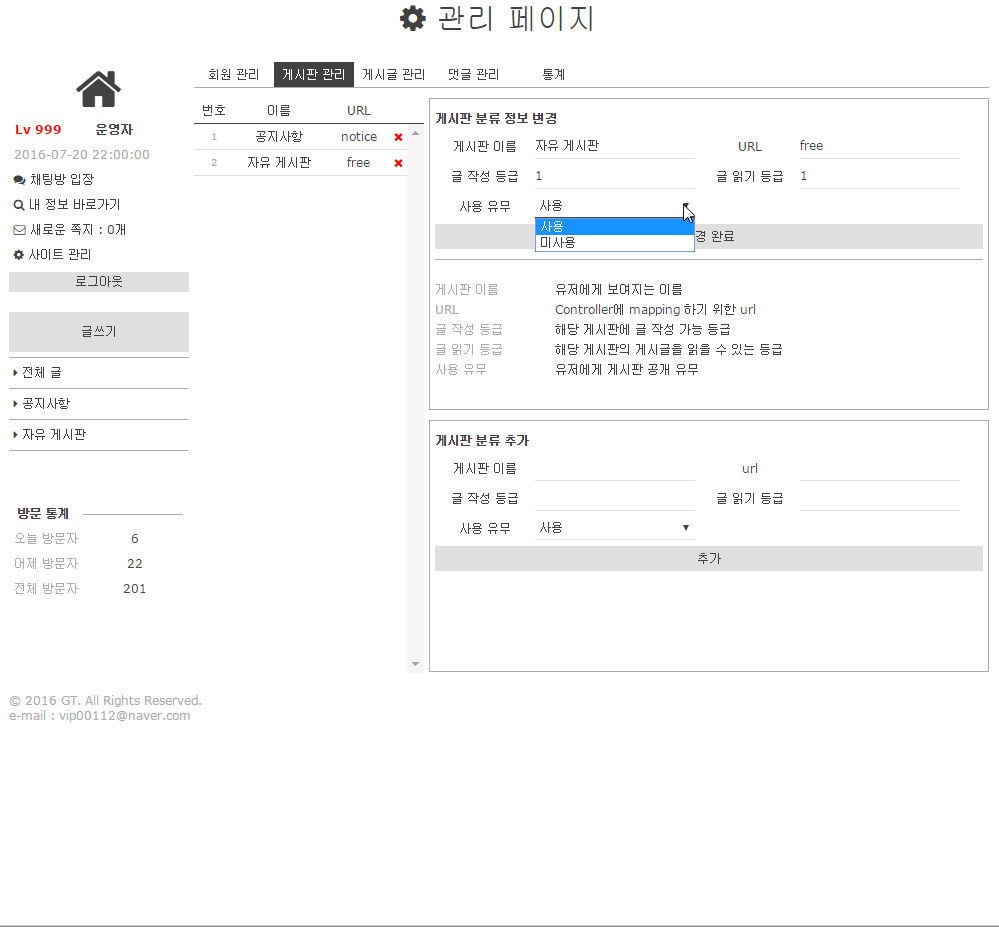 관리 페이지
회원 관리 게시판 관리 게시글 관리 댓글 관리 통계
Lv 999 운영자
2016-07-20 22:00:00
채팅방 입장
내 정보 바로가기
새로운 쪽지 : 0개
사이트 관리
로그아웃
글쓰기
전체 글
공지사항
자유 게시판
방문 통계
오늘 방문자 6
어제 방문자 22
전체 방문자 201
번호 이름 URL
1 공지사항 notice
2 자유 게시판 free
게시판 분류 정보 변경
게시판 이름 자유 게시판 URL free
글 작성 등급 1 글 읽기 등급 1
사용 유무 사용
사용
미사용
경 완료
게시판 이름 유저에게 보여지는 이름
URL Controller에 mapping 하기 위한 url
글 작성 등급 해당 게시판에 글 작성 가능 등급
글 읽기 등급 해당 게시판의 게시글을 읽을 수 있는 등급
사용 유무 유저에게 게시판 공개 유무
게시판 분류 추가
게시판 이름 url
글 작성 등급 글 읽기 등급
사용 유무 사용
추가
© 2016 GT. All Rights Reserved.
e-mail : vip00112@naver.com